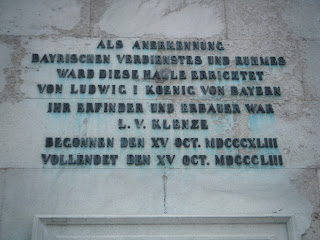 ALS ANERKENNUNG
BAYRISCHEN VERDIENSTES UND RUHMES
WARD DIESE HALLE ERRICHTET
VON LUDWIG I KOENIG VON BAYERN
IHR ERFINDER UND ERBAUER WAR
L. V. KLENZE
BEGONNEN DEN XV OCT. MDCCCXLIII
VOLLENDET DEN XV OCT. MDCCCLIII